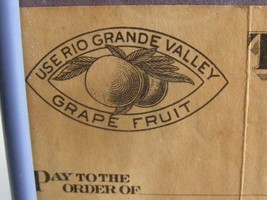 USE RIO GRANDE VALLEY
GRAPE FRUIT
PAY TO THE
ORDER OF